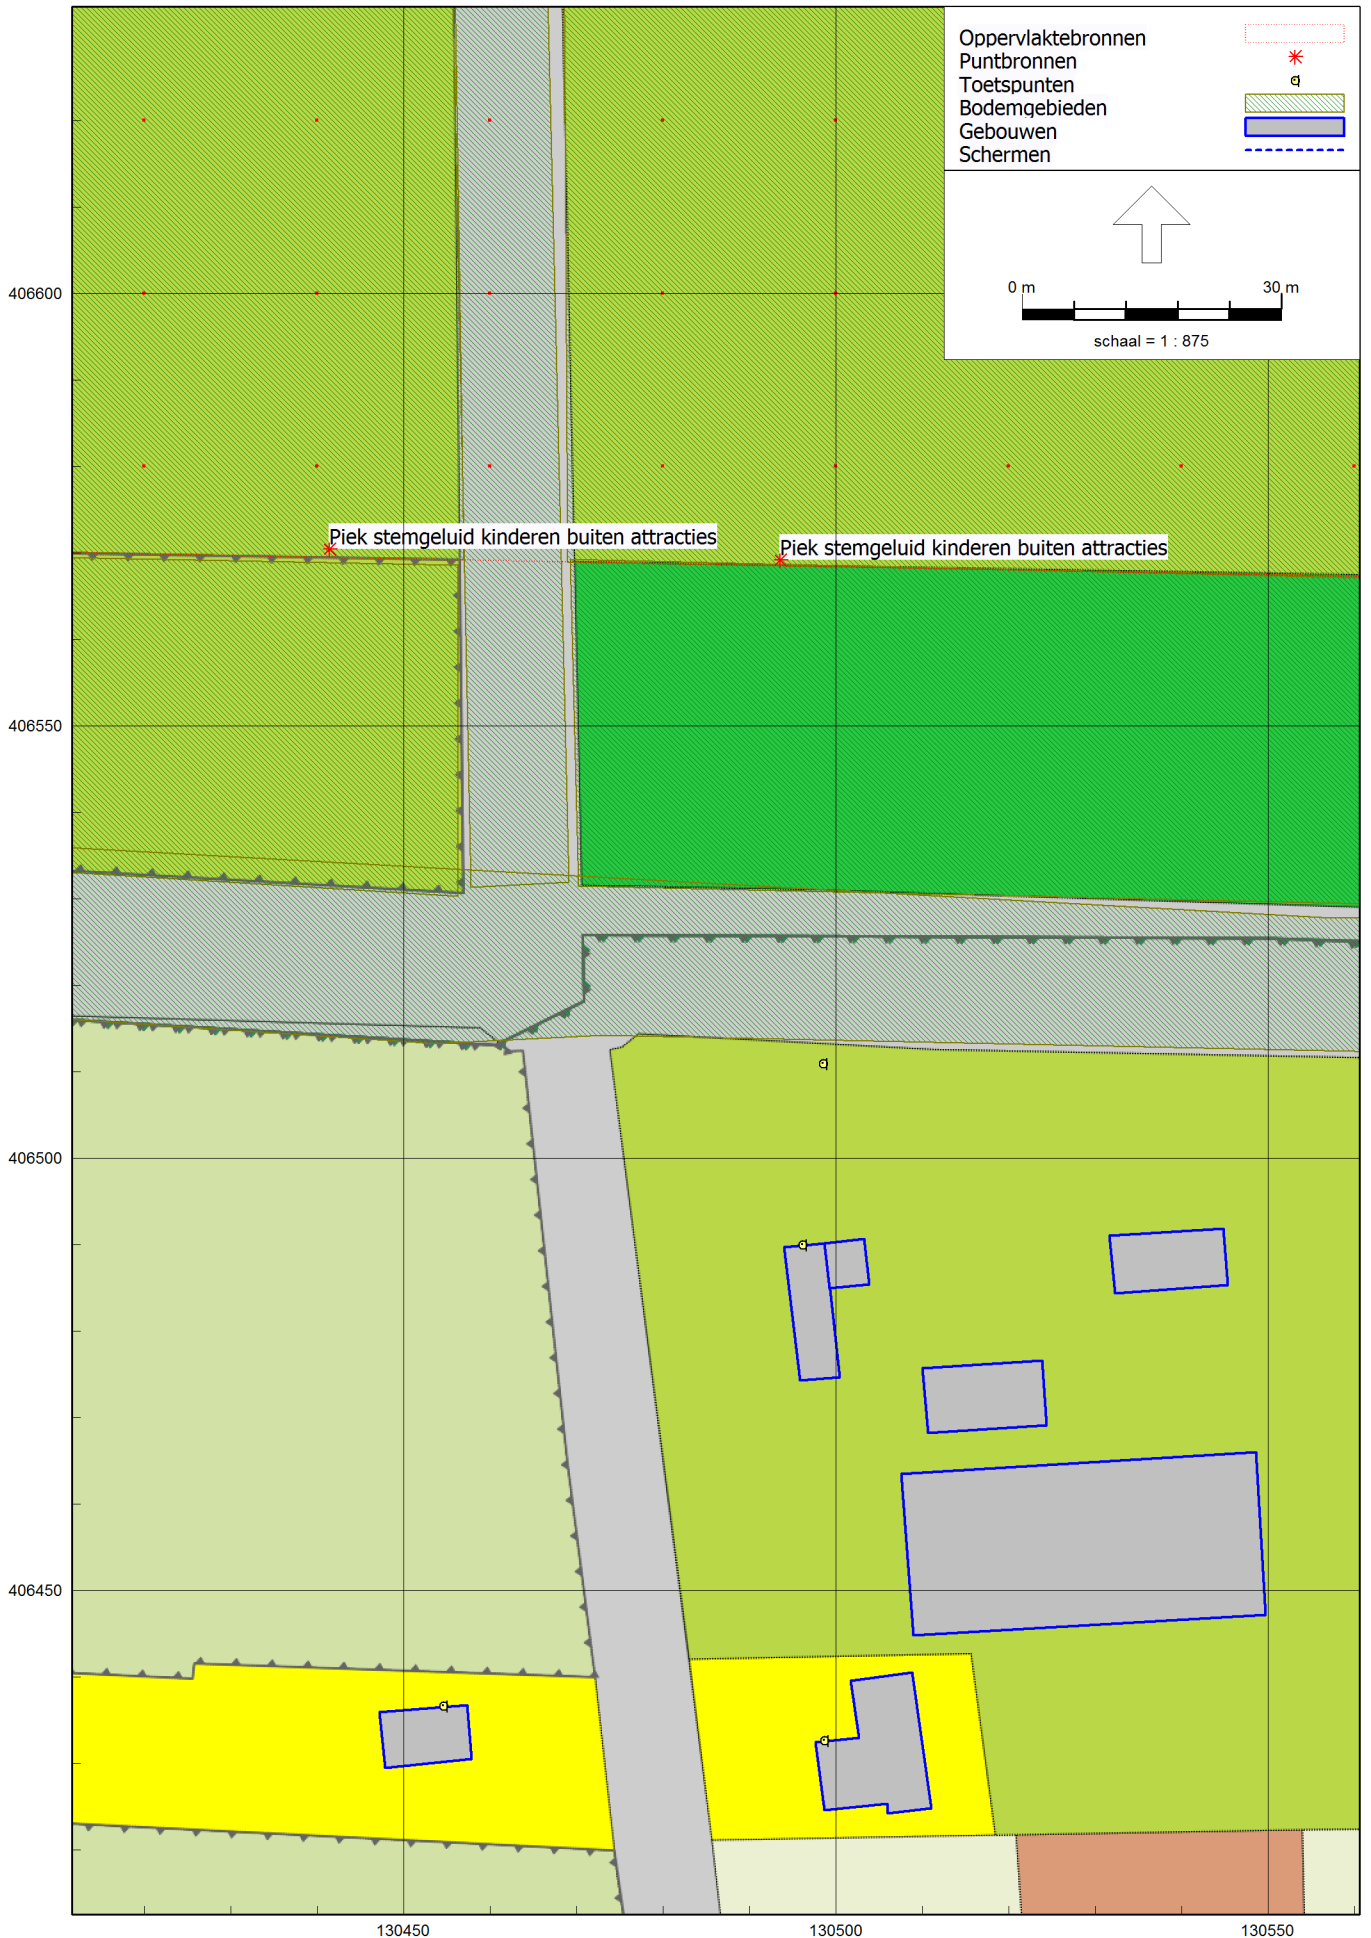 Oppervlaktebronnen
Puntbronnen
Toetspunten
Bodemgebieden
Gebouwen
Schermen
0 m 30 m
schaal = 1 : 875
406600
Piek stemgeluid kinderen buiten attracties
Piek stemgeluid kinderen buiten attracties
406550
406500
406450
130450 130500 130550